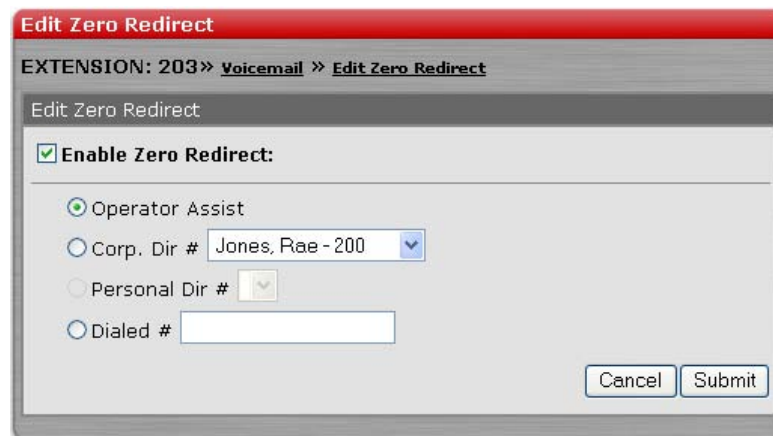 Edit Zero Redirect
EXTENSION: 203» Voicemail » Edit Zero Redirect
Edit Zero Redirect
Enable Zero Redirect:
Operator Assist
Corp. Dir # Jones, Rae - 200
Personal Dir #
Dialed #
Cancel Submit